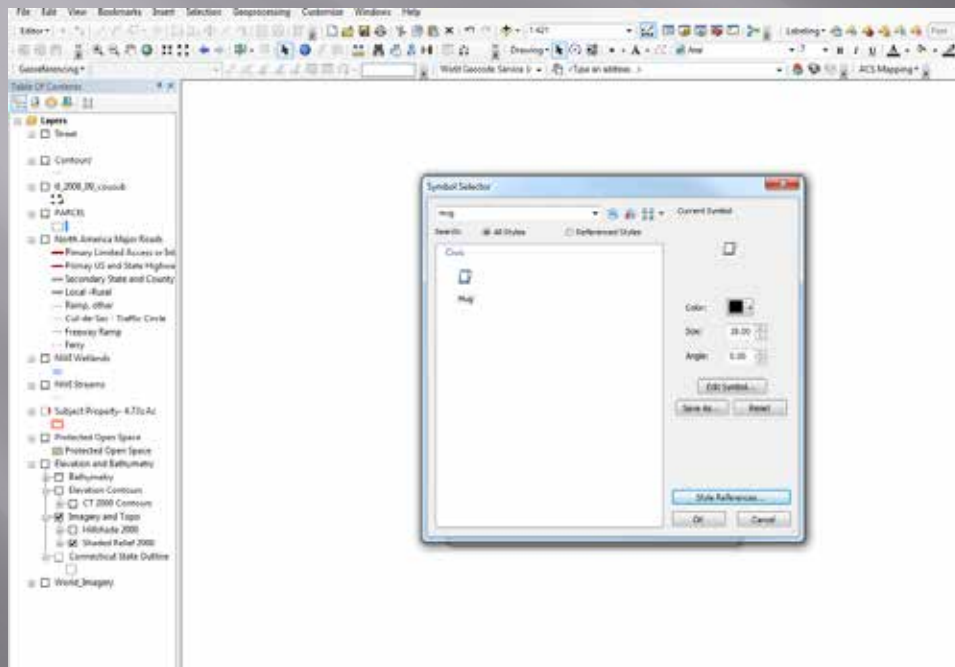 File Edit View Bookmarks Insert Selection Geoprocessing Customize Windows Help
Editor 1:421 Labeling
Drawing Arial B I U A
Georeferencing World Geocode Service <Type an address...> ACS Mapping
Table Of Contents
Layers
Street
Contours
PARCEL
North America Major Roads
Primary Limited Access or Int
Primary US and State Highwa
Secondary State and County
Local -Rural
Ramp, other
Cul-de-Sac - Traffic Circle
Freeway Ramp
Ferry
NWI Wetlands
NWI Streams
Subject Property- 4.73± Ac
Protected Open Space
Protected Open Space
Elevation and Bathymetry
Bathymetry
Elevation Contours
CT 2000 Contours
Imagery and Topo
Hillshade 2000
Shaded Relief 2000
Connecticut State Outline
World_Imagery
Symbol Selector
mug
Search: All Styles Referenced Styles
Civic
Mug
Current Symbol
Color:
Size: 18.00
Angle: 0.00
Edit Symbol...
Save As... Reset
Style References...
OK Cancel